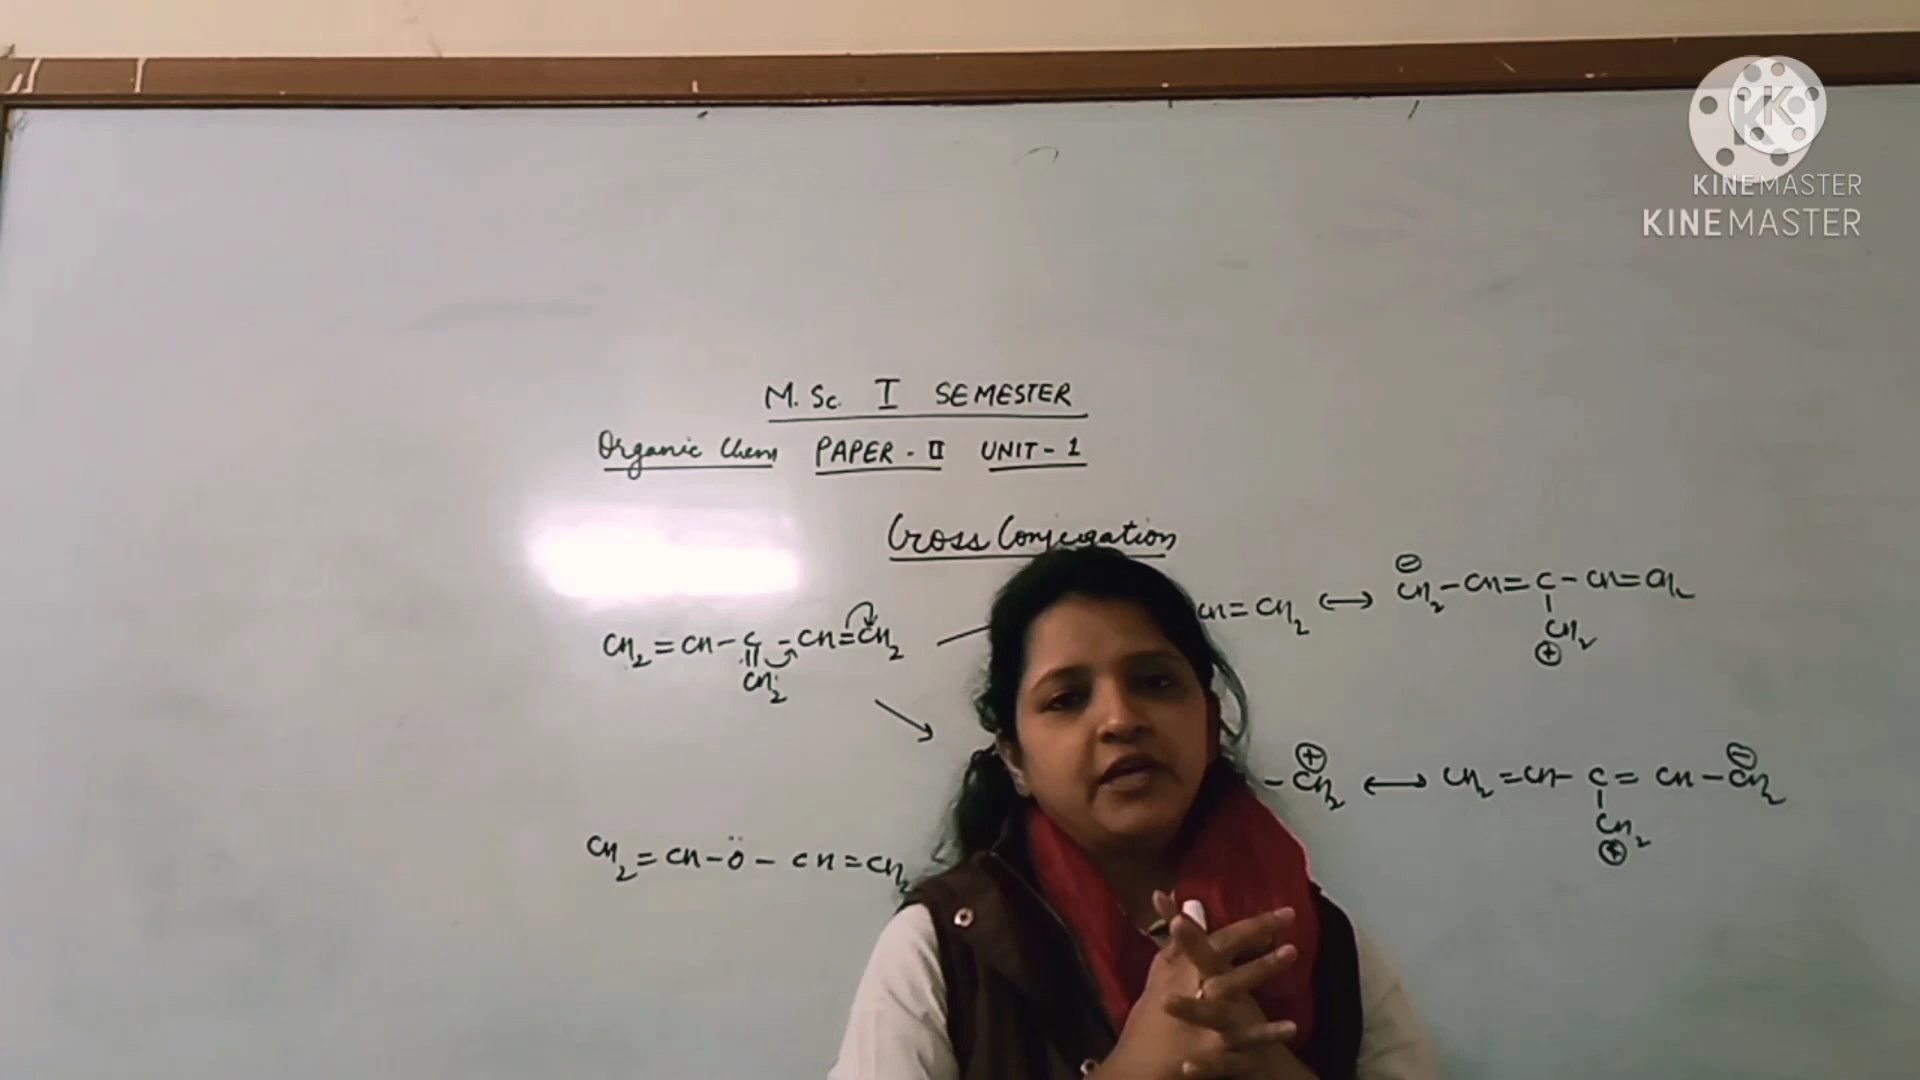 KINEMASTER
KINEMASTER
M. Sc. I SEMESTER
Organic Chem PAPER - II UNIT - 1
Cross Conjugation
CH₂ = CH - C - CH = CH₂
||
CH₂
CH = CH₂ ↔ CH₂ - CH = C - CH = CH₂
⊖
|
CH₂
⊕
- CH₂ ↔ CH₂ = CH - C = CH - CH₂
⊕ ⊖
|
CH₂
⊕
CH₂ = CH - Ö - CH = CH₂